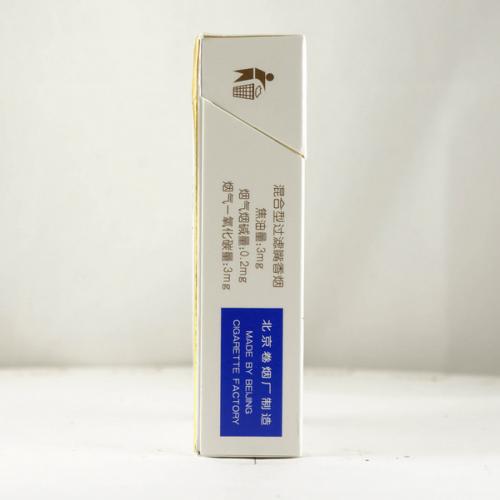 混合型过滤嘴香烟
焦油量:3mg
烟气烟碱量:0.2mg
烟气一氧化碳量:3mg
北京卷烟厂制造
MADE BY BEIJING
CIGARETTE FACTORY